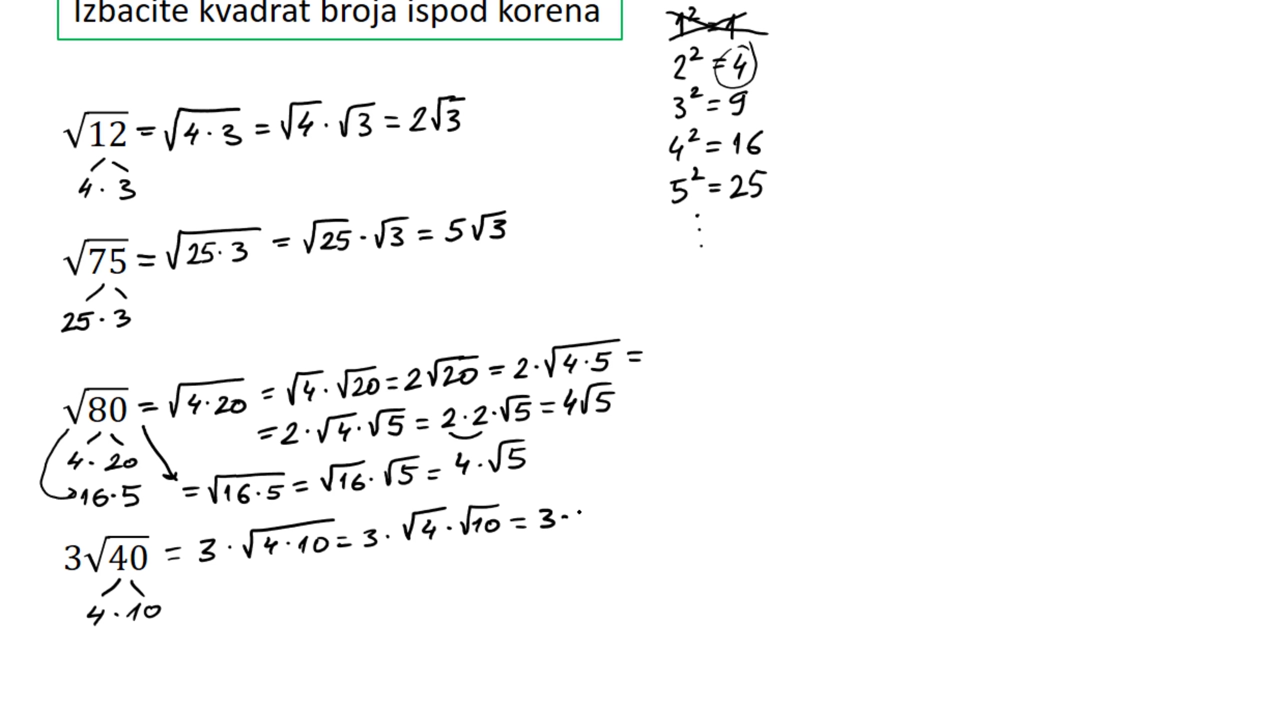 Izbacite kvadrat broja ispod korena
1² = 1
2² = 4
3² = 9
4² = 16
5² = 25
⋮
√12 = √4·3 = √4 · √3 = 2√3
4 · 3
√75 = √25·3 = √25 · √3 = 5√3
25 · 3
√80 = √4·20 = √4 · √20 = 2√20 = 2·√4·5 =
= 2·√4·√5 = 2·2·√5 = 4√5
4 · 20
16·5 = √16·5 = √16 · √5 = 4·√5
3√40 = 3 · √4·10 = 3 · √4 · √10 = 3 ·
4 · 10